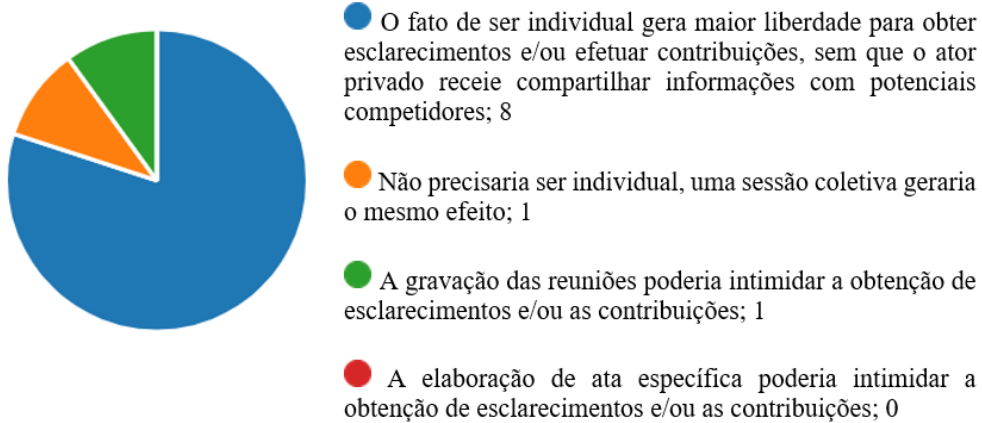 O fato de ser individual gera maior liberdade para obter
esclarecimentos e/ou efetuar contribuições, sem que o ator
privado receie compartilhar informações com potenciais
competidores; 8
Não precisaria ser individual, uma sessão coletiva geraria
o mesmo efeito; 1
A gravação das reuniões poderia intimidar a obtenção de
esclarecimentos e/ou as contribuições; 1
A elaboração de ata específica poderia intimidar a
obtenção de esclarecimentos e/ou as contribuições; 0